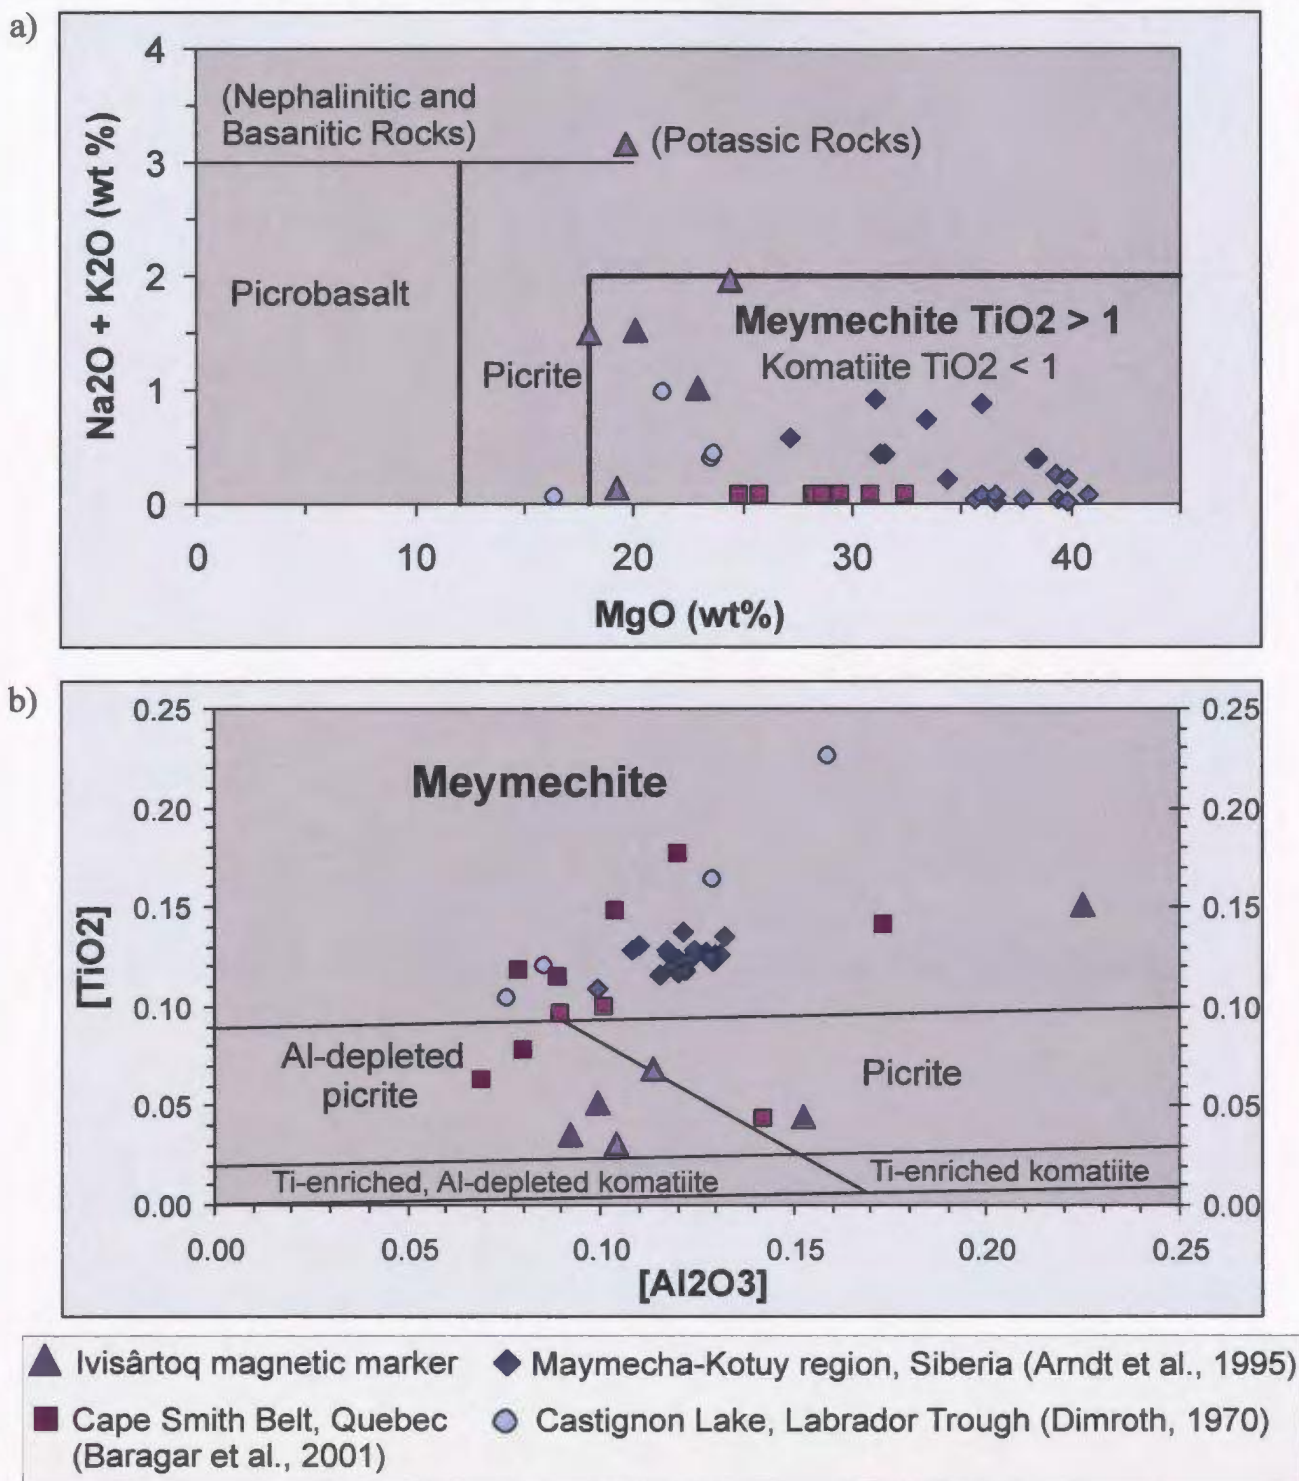 a)
4
(Nephalinitic and
Basanitic Rocks)
(Potassic Rocks)
3
Na2O + K2O (wt %)
2
Picrobasalt
Meymechite TiO2 > 1
Komatiite TiO2 < 1
Picrite
1
0
0 10 20 30 40
MgO (wt%)
b)
0.25 0.25
Meymechite
0.20 0.20
0.15 0.15
[TiO2]
0.10 0.10
Al-depleted
picrite
Picrite
0.05 0.05
Ti-enriched, Al-depleted komatiite
Ti-enriched komatiite
0.00 0.00
0.00 0.05 0.10 0.15 0.20 0.25
[Al2O3]
Ivisârtoq magnetic marker
Maymecha-Kotuy region, Siberia (Arndt et al., 1995)
Cape Smith Belt, Quebec
(Baragar et al., 2001)
Castignon Lake, Labrador Trough (Dimroth, 1970)